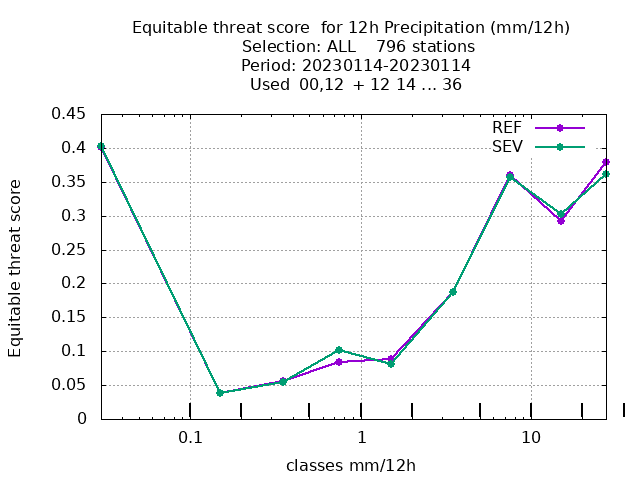 Equitable threat score  for 12h Precipitation (mm/12h)
Selection: ALL    796 stations
Period: 20230114-20230114
Used  00,12  + 12 14 ... 36
REF
SEV
0.45
0.4
0.35
0.3
0.25
0.2
0.15
0.1
0.05
0
Equitable threat score
0.1
1
10
classes mm/12h